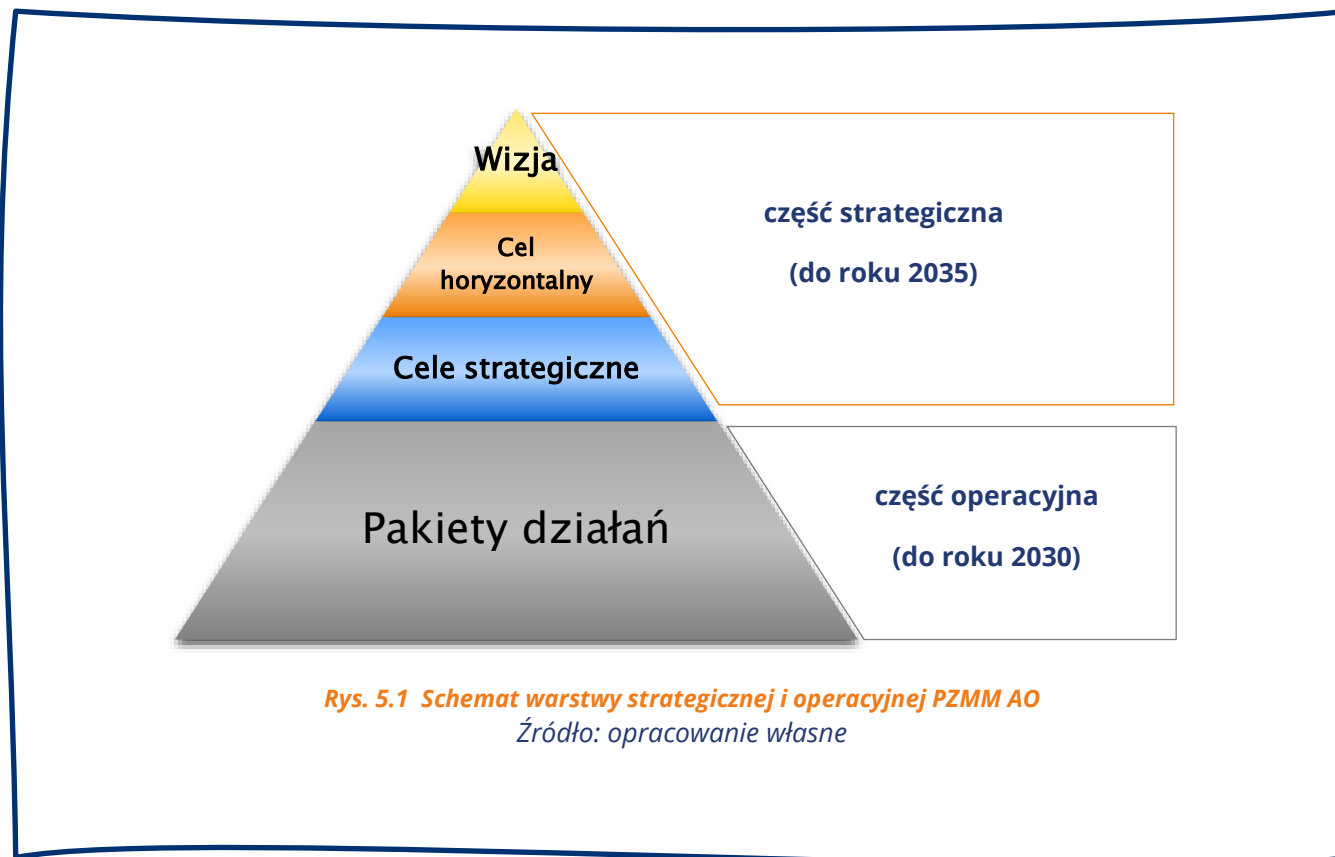 Wizja
Cel
horyzontalny
Cele strategiczne
Pakiety działań
część strategiczna
(do roku 2035)
część operacyjna
(do roku 2030)
Rys. 5.1 Schemat warstwy strategicznej i operacyjnej PZMM AO
Źródło: opracowanie własne